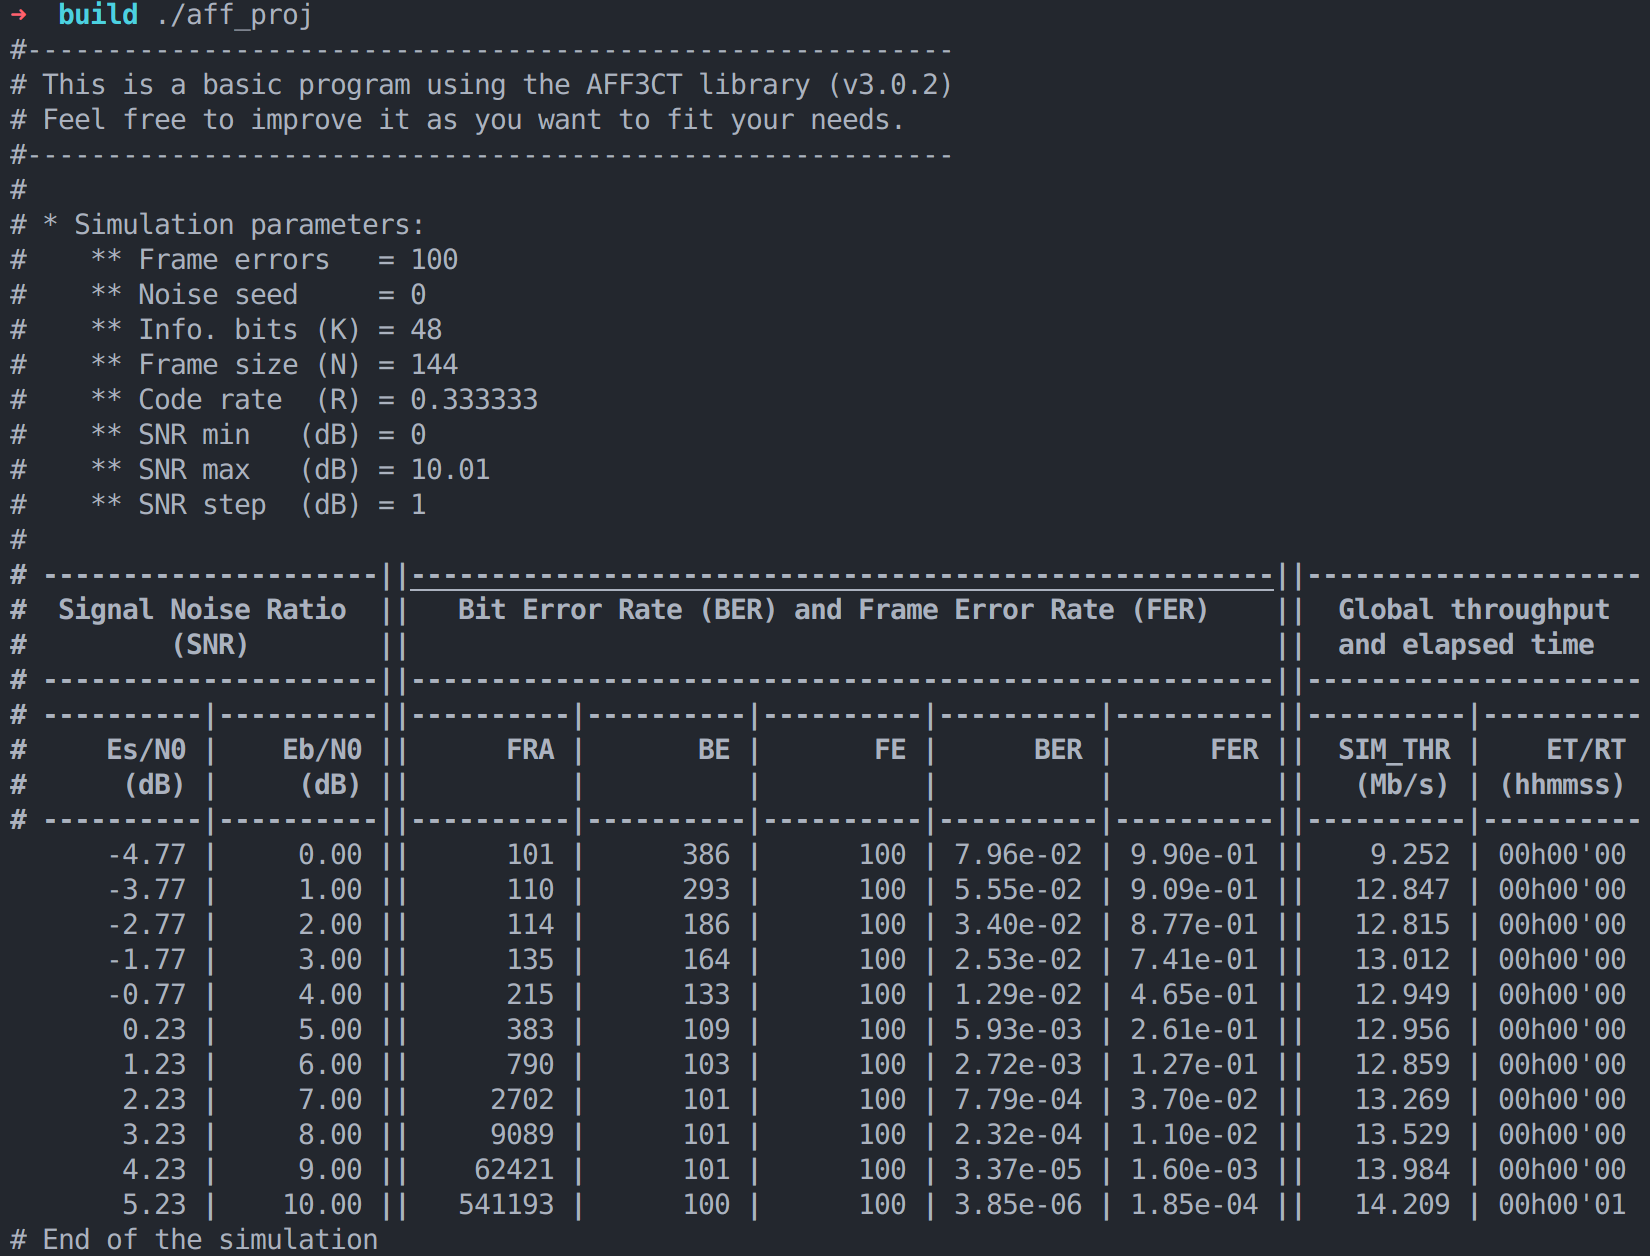 ➜  build ./aff_proj
#----------------------------------------------------------
# This is a basic program using the AFF3CT library (v3.0.2)
# Feel free to improve it as you want to fit your needs.
#----------------------------------------------------------
#
# * Simulation parameters:
#    ** Frame errors   = 100
#    ** Noise seed     = 0
#    ** Info. bits (K) = 48
#    ** Frame size (N) = 144
#    ** Code rate  (R) = 0.333333
#    ** SNR min   (dB) = 0
#    ** SNR max   (dB) = 10.01
#    ** SNR step  (dB) = 1
#
# ---------------------||------------------------------------------------------||---------------------
#  Signal Noise Ratio  ||   Bit Error Rate (BER) and Frame Error Rate (FER)    ||  Global throughput
#         (SNR)        ||                                                      ||  and elapsed time
# ---------------------||------------------------------------------------------||---------------------
# ----------|----------||----------|----------|----------|----------|----------||----------|----------
#     Es/N0 |    Eb/N0 ||      FRA |       BE |       FE |      BER |      FER ||  SIM_THR |    ET/RT
#      (dB) |     (dB) ||          |          |          |          |          ||   (Mb/s) | (hhmmss)
# ----------|----------||----------|----------|----------|----------|----------||----------|----------
      -4.77 |     0.00 ||      101 |      386 |      100 | 7.96e-02 | 9.90e-01 ||    9.252 | 00h00'00
      -3.77 |     1.00 ||      110 |      293 |      100 | 5.55e-02 | 9.09e-01 ||   12.847 | 00h00'00
      -2.77 |     2.00 ||      114 |      186 |      100 | 3.40e-02 | 8.77e-01 ||   12.815 | 00h00'00
      -1.77 |     3.00 ||      135 |      164 |      100 | 2.53e-02 | 7.41e-01 ||   13.012 | 00h00'00
      -0.77 |     4.00 ||      215 |      133 |      100 | 1.29e-02 | 4.65e-01 ||   12.949 | 00h00'00
       0.23 |     5.00 ||      383 |      109 |      100 | 5.93e-03 | 2.61e-01 ||   12.956 | 00h00'00
       1.23 |     6.00 ||      790 |      103 |      100 | 2.72e-03 | 1.27e-01 ||   12.859 | 00h00'00
       2.23 |     7.00 ||     2702 |      101 |      100 | 7.79e-04 | 3.70e-02 ||   13.269 | 00h00'00
       3.23 |     8.00 ||     9089 |      101 |      100 | 2.32e-04 | 1.10e-02 ||   13.529 | 00h00'00
       4.23 |     9.00 ||    62421 |      101 |      100 | 3.37e-05 | 1.60e-03 ||   13.984 | 00h00'00
       5.23 |    10.00 ||   541193 |      100 |      100 | 3.85e-06 | 1.85e-04 ||   14.209 | 00h00'01
# End of the simulation